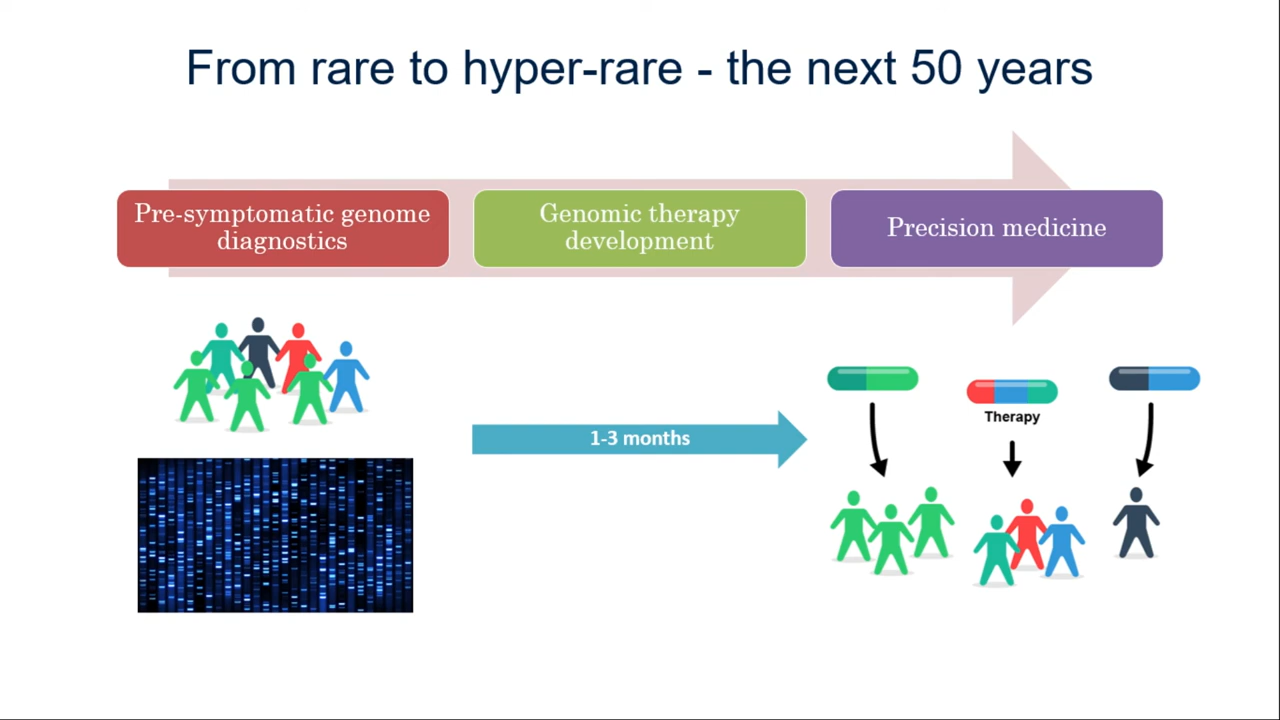 From rare to hyper-rare - the next 50 years
Pre-symptomatic genome
diagnostics
Genomic therapy
development
Precision medicine
1-3 months
Therapy